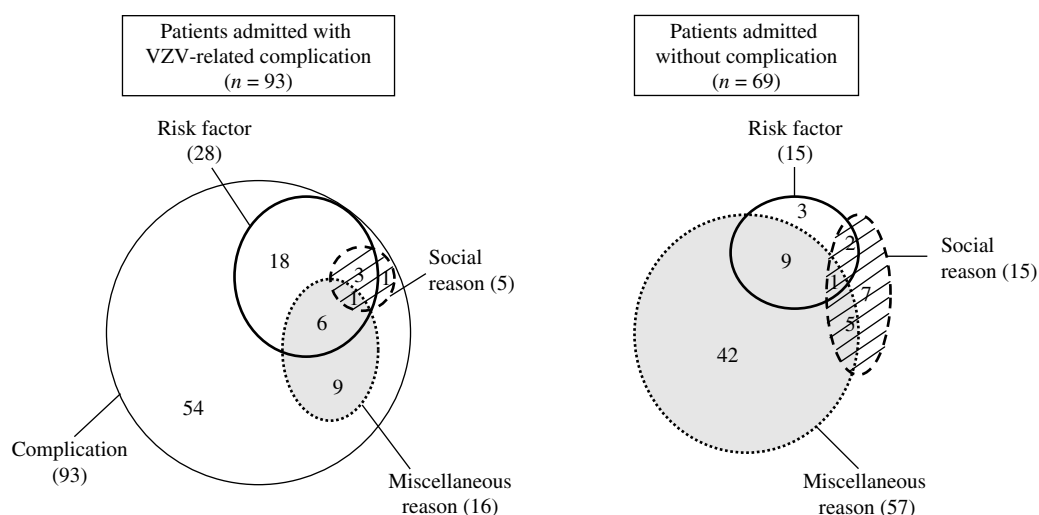 Patients admitted with
VZV-related complication
(n = 93)
Risk factor
(28)
18
3
1
1
6
9
54
Social
reason (5)
Complication
(93)
Miscellaneous
reason (16)
Patients admitted
without complication
(n = 69)
Risk factor
(15)
3
2
9
1
7
5
42
Social
reason (15)
Miscellaneous
reason (57)